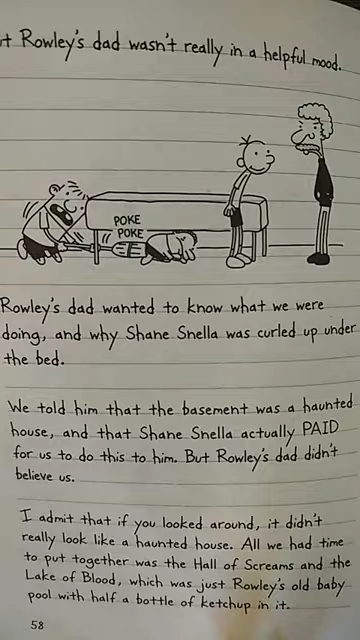 t Rowley's dad wasn't really in a helpful mood.
POKE
POKE
Rowley's dad wanted to know what we were
doing, and why Shane Snella was curled up under
the bed.
We told him that the basement was a haunted
house, and that Shane Snella actually PAID
for us to do this to him. But Rowley's dad didn't
believe us.
I admit that if you looked around, it didn't
really look like a haunted house. All we had time
to put together was the Hall of Screams and the
Lake of Blood, which was just Rowley's old baby
pool with half a bottle of ketchup in it.
58